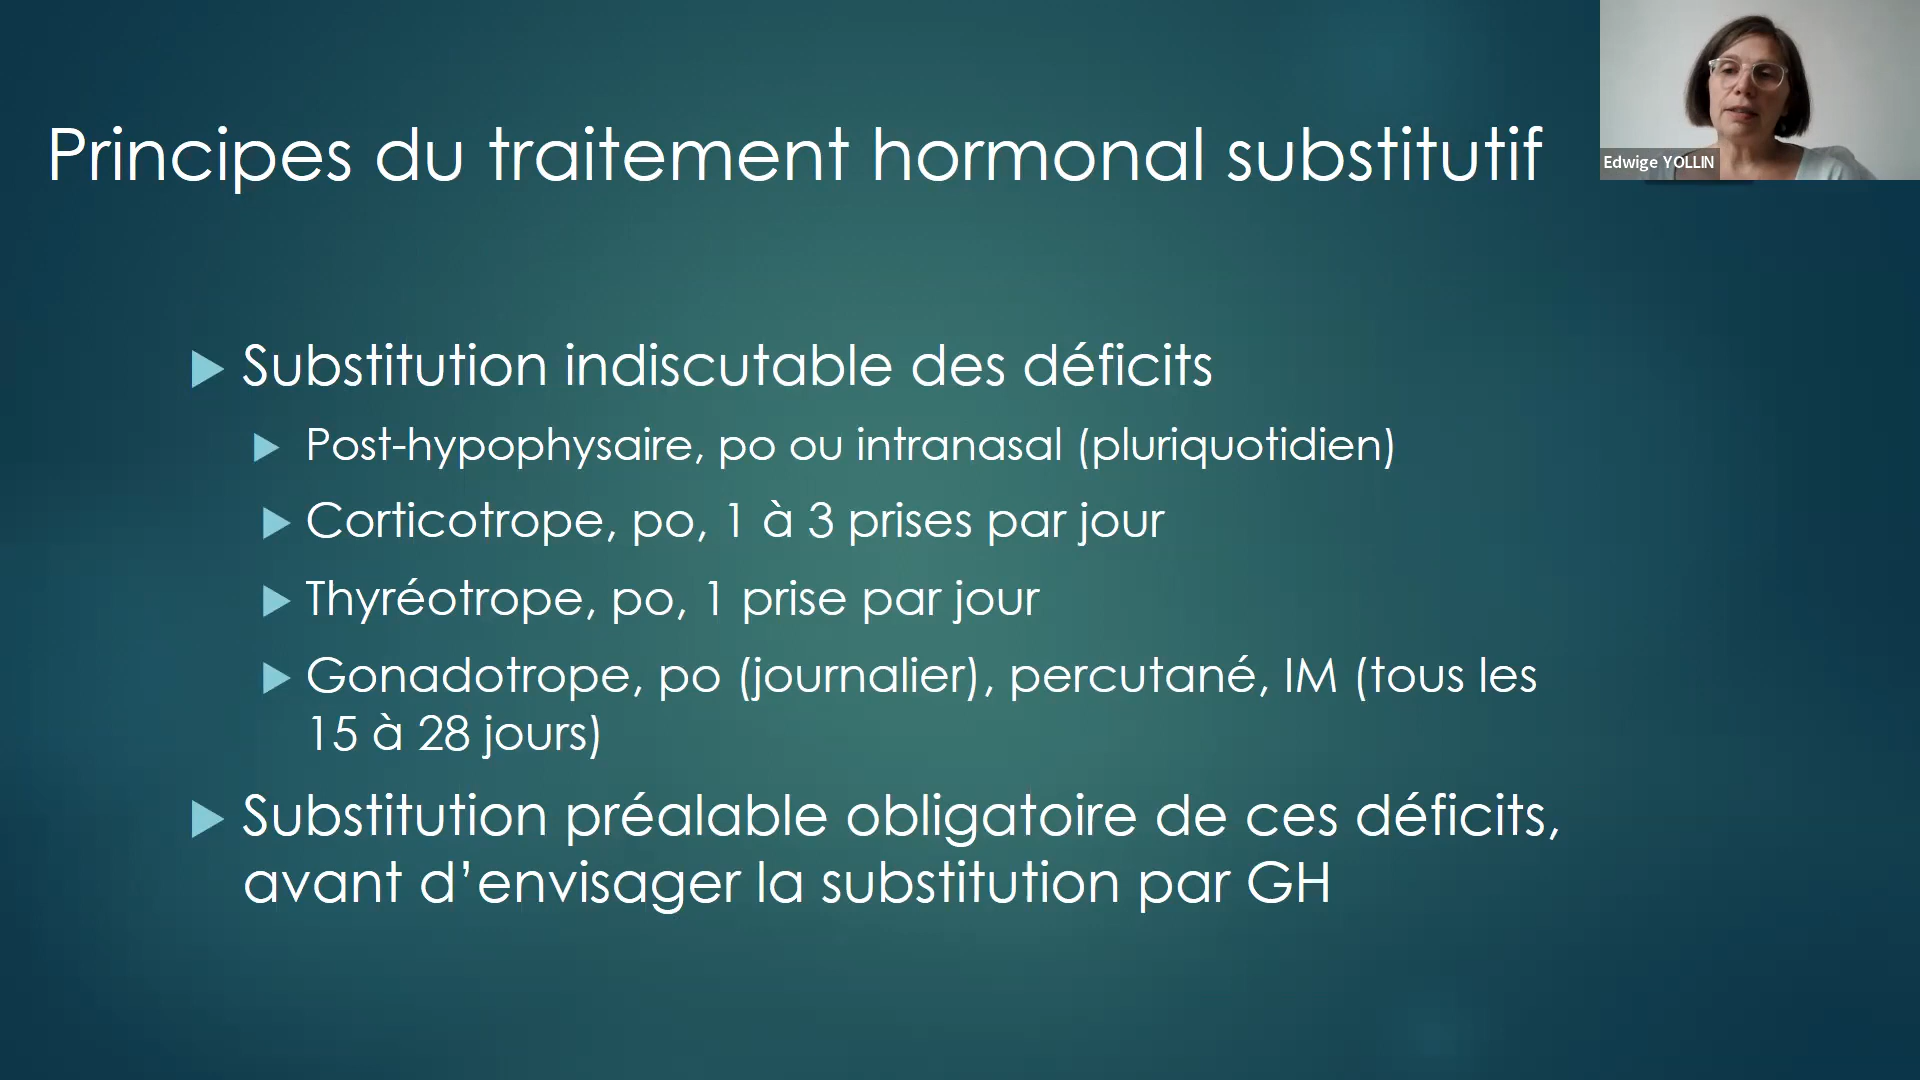 Principes du traitement hormonal substitutif
Edwige YOLLIN
Substitution indiscutable des déficits
Post-hypophysaire, po ou intranasal (pluriquotidien)
Corticotrope, po, 1 à 3 prises par jour
Thyréotrope, po, 1 prise par jour
Gonadotrope, po (journalier), percutané, IM (tous les
15 à 28 jours)
Substitution préalable obligatoire de ces déficits,
avant d’envisager la substitution par GH